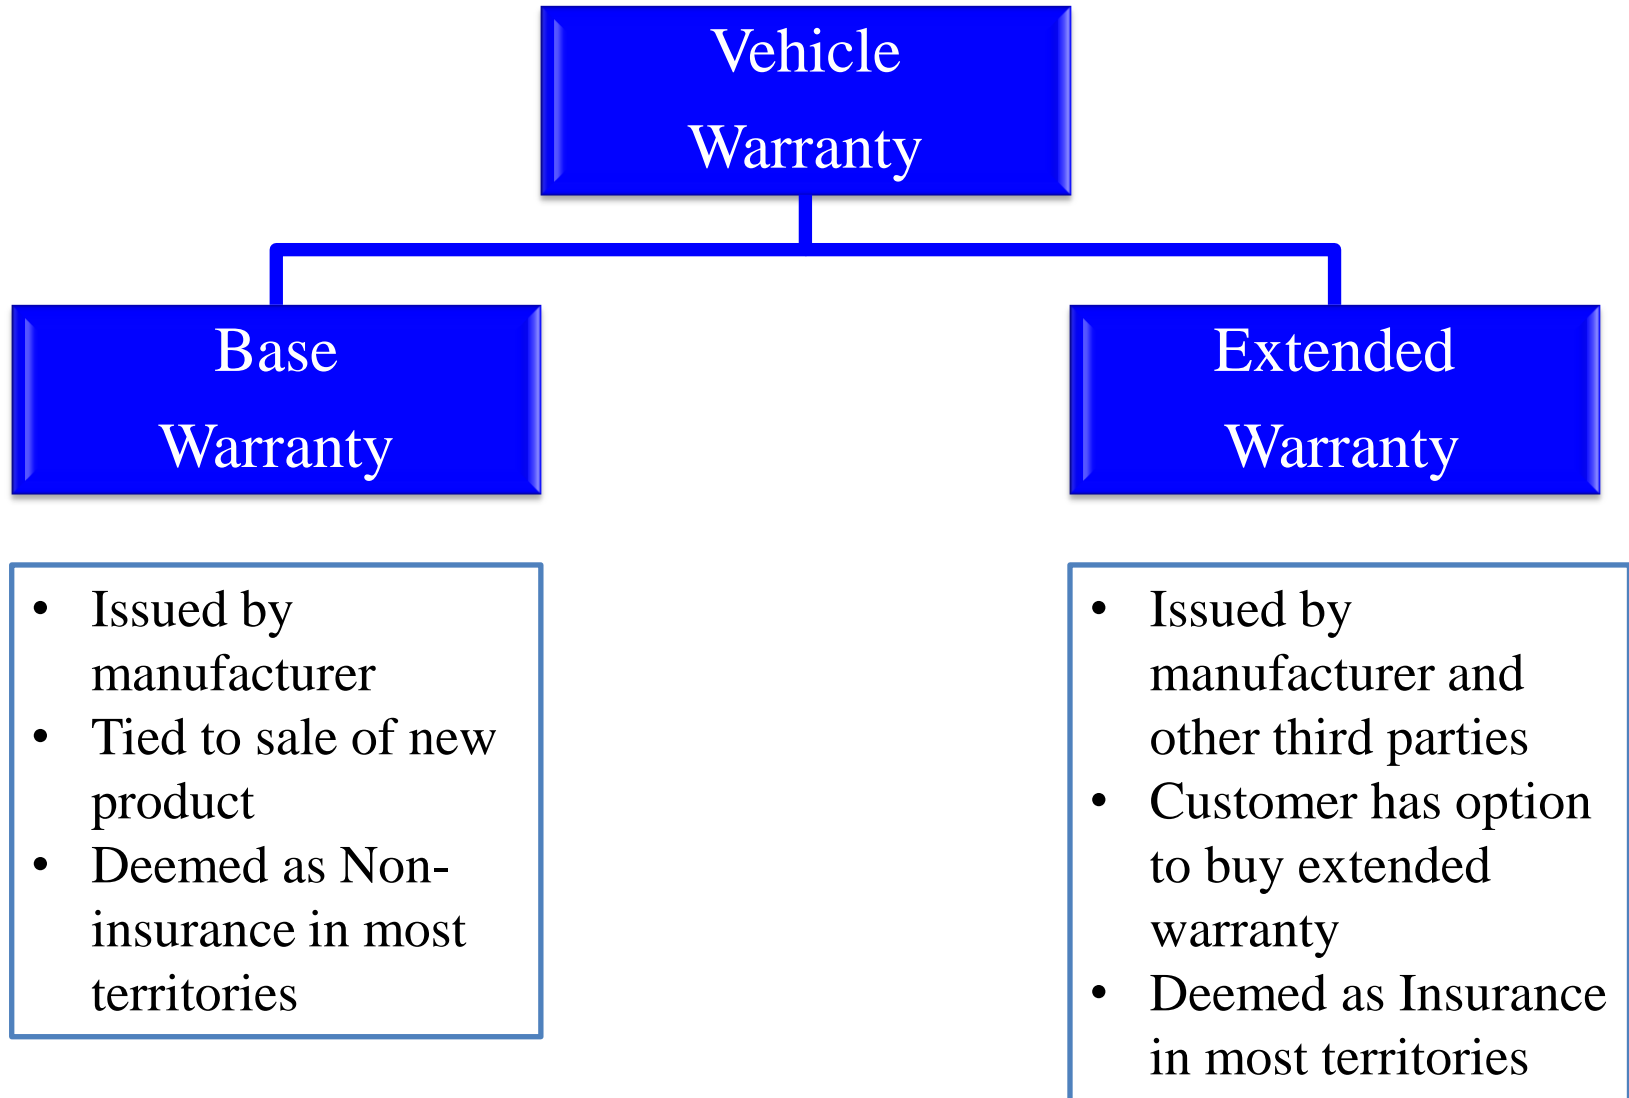 Vehicle
Warranty
Base
Warranty
Extended
Warranty
• Issued by
manufacturer
• Tied to sale of new
product
• Deemed as Non-
insurance in most
territories
• Issued by
manufacturer and
other third parties
• Customer has option
to buy extended
warranty
• Deemed as Insurance
in most territories